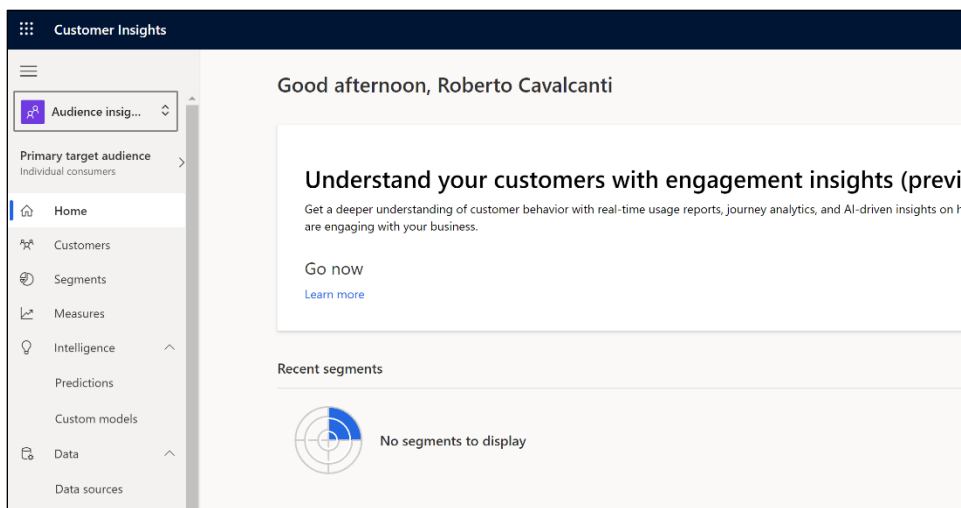 Customer Insights
Audience insig...
Primary target audience
Individual consumers
Home
Customers
Segments
Measures
Intelligence
Predictions
Custom models
Data
Data sources
Good afternoon, Roberto Cavalcanti
Understand your customers with engagement insights (previ
Get a deeper understanding of customer behavior with real-time usage reports, journey analytics, and AI-driven insights on h
are engaging with your business.
Go now
Learn more
Recent segments
No segments to display